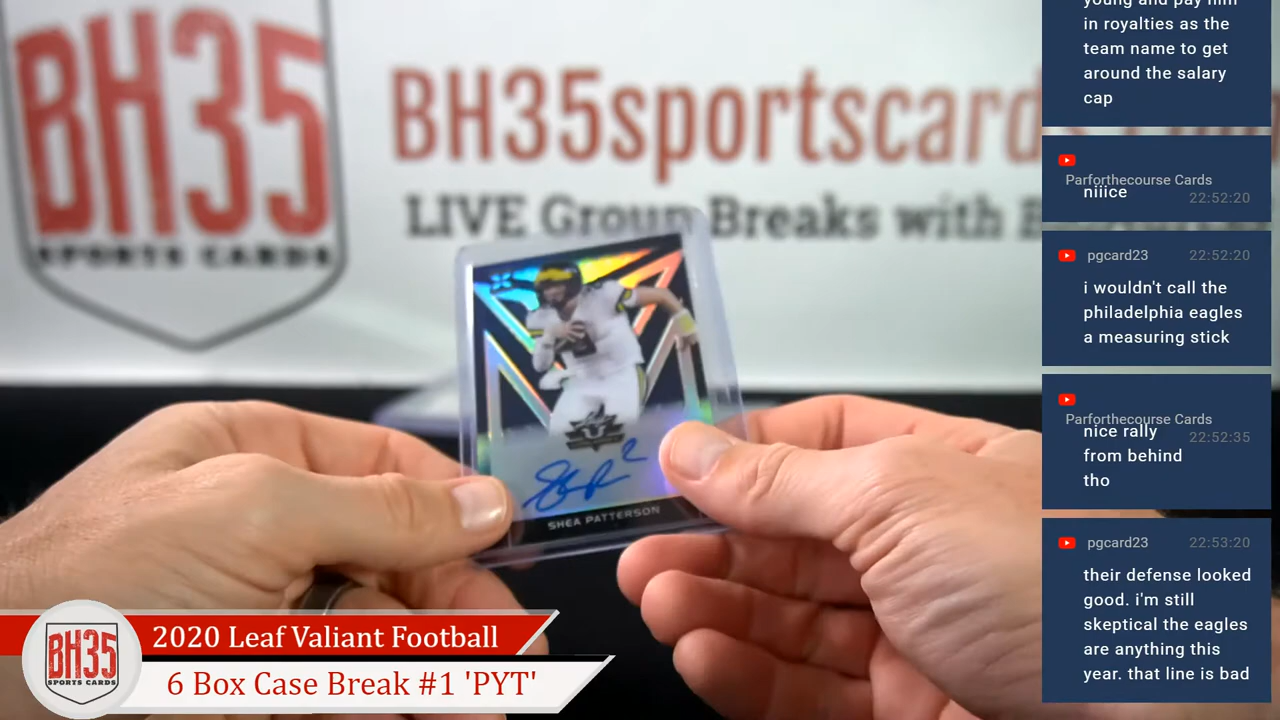 BH35
SPORTS CARDS
BH35sportscards
LIVE Group Breaks with
SHEA PATTERSON
BH35
SPORTS CARDS
2020 Leaf Valiant Football
6 Box Case Break #1 'PYT'
young and pay him
in royalties as the
team name to get
around the salary
cap
Parforthecourse Cards
niiice
22:52:20
pgcard23 22:52:20
i wouldn't call the
philadelphia eagles
a measuring stick
Parforthecourse Cards
nice rally
22:52:35
from behind
tho
pgcard23 22:53:20
their defense looked
good. i'm still
skeptical the eagles
are anything this
year. that line is bad